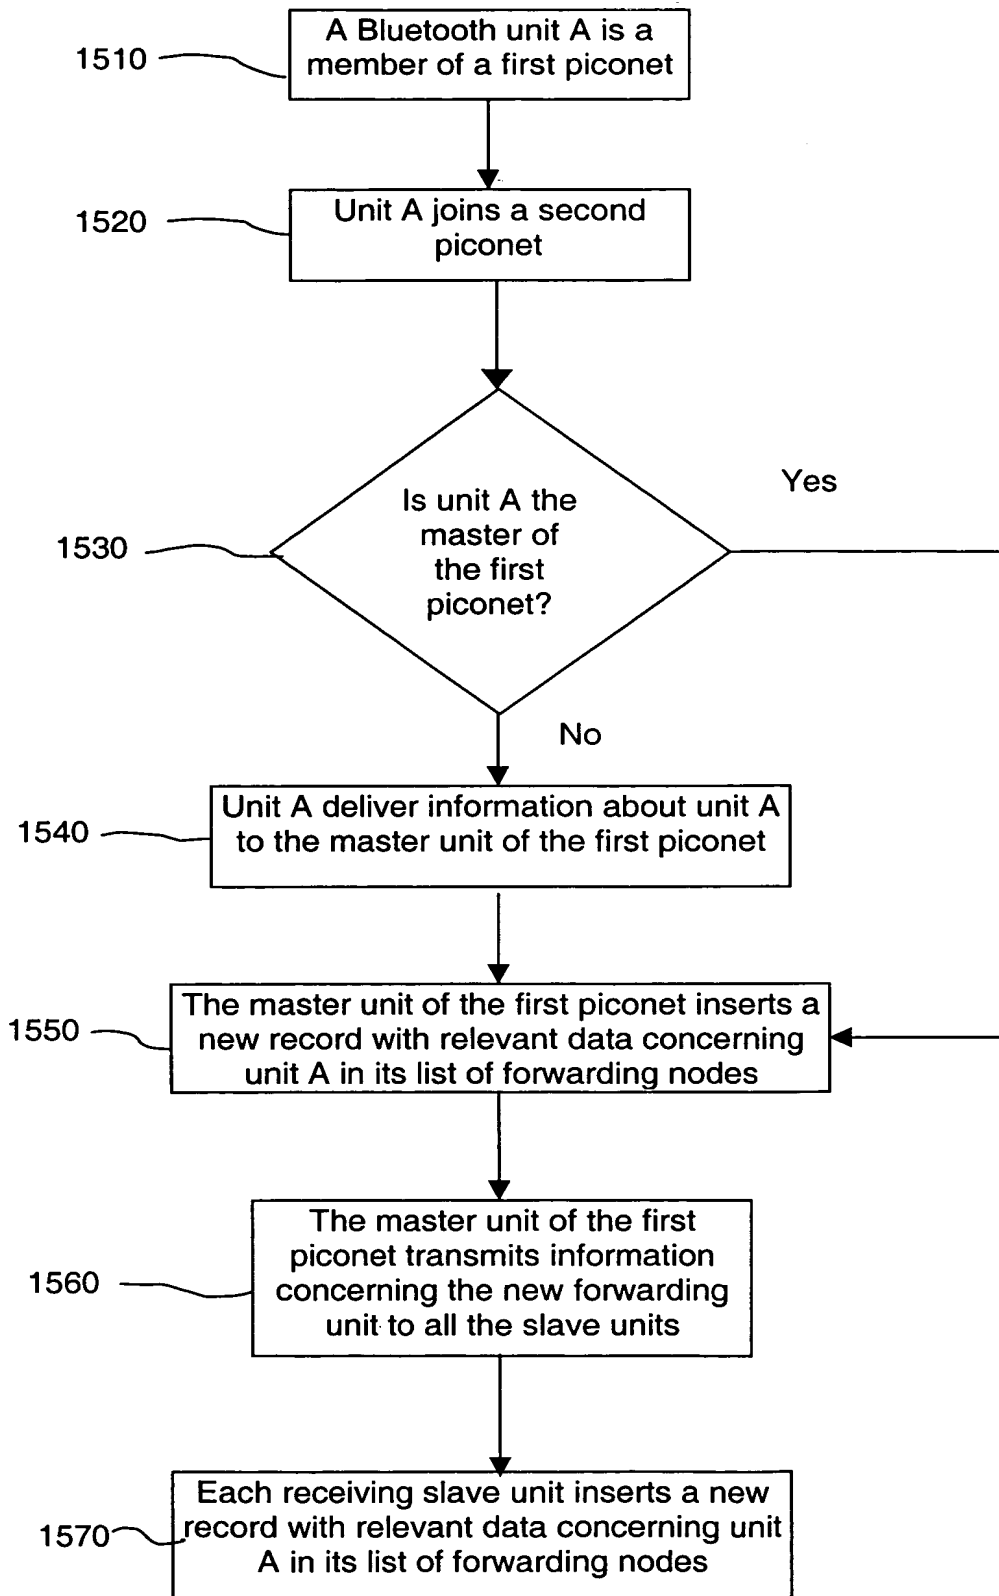 1510
A Bluetooth unit A is a
member of a first piconet
1520
Unit A joins a second
piconet
Yes
1530
Is unit A the
master of
the first
piconet?
No
1540
Unit A deliver information about unit A
to the master unit of the first piconet
1550
The master unit of the first piconet inserts a
new record with relevant data concerning
unit A in its list of forwarding nodes
1560
The master unit of the first
piconet transmits information
concerning the new forwarding
unit to all the slave units
1570
Each receiving slave unit inserts a new
record with relevant data concerning unit
A in its list of forwarding nodes